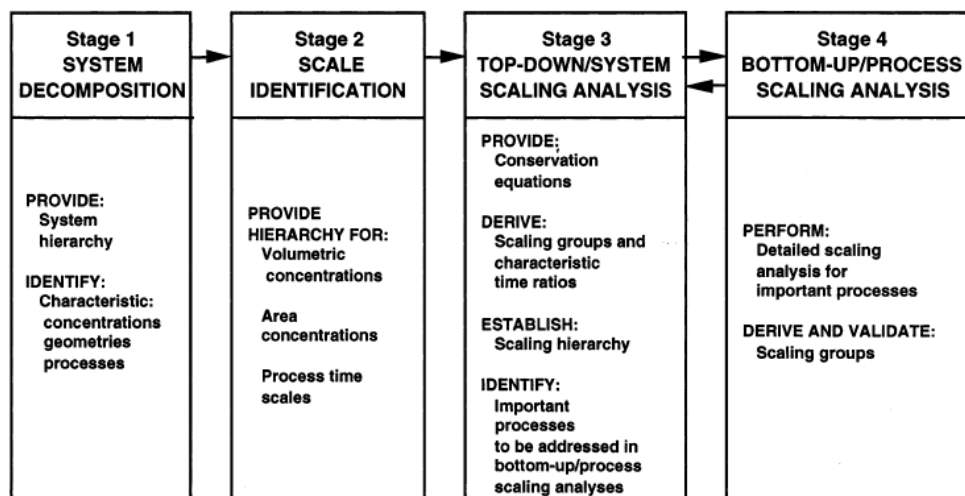 Stage 1
SYSTEM
DECOMPOSITION
PROVIDE:
System
hierarchy
IDENTIFY:
Characteristic:
concentrations
geometries
processes
Stage 2
SCALE
IDENTIFICATION
PROVIDE
HIERARCHY FOR:
Volumetric
concentrations
Area
concentrations
Process time
scales
Stage 3
TOP-DOWN/SYSTEM
SCALING ANALYSIS
PROVIDE:
Conservation
equations
DERIVE:
Scaling groups and
characteristic
time ratios
ESTABLISH:
Scaling hierarchy
IDENTIFY:
Important
processes
to be addressed in
bottom-up/process
scaling analyses
Stage 4
BOTTOM-UP/PROCESS
SCALING ANALYSIS
PERFORM:
Detailed scaling
analysis for
important processes
DERIVE AND VALIDATE:
Scaling groups